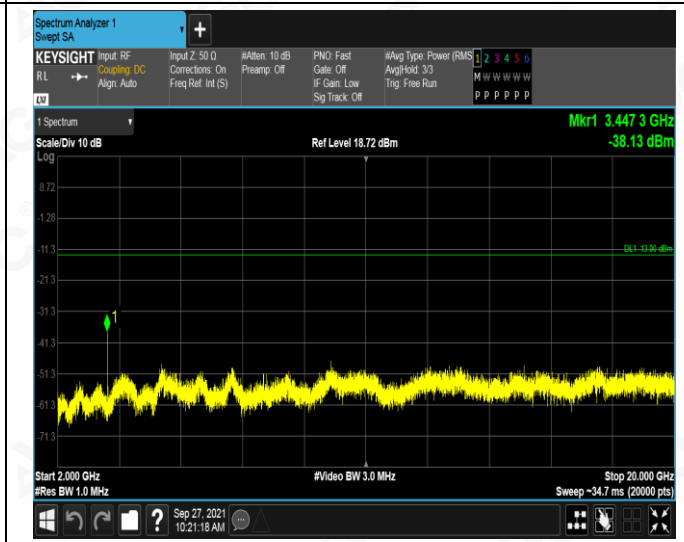 Spectrum Analyzer 1
Swept SA
+
KEYSIGHT
RL
LXI
Input: RF
Coupling: DC
Align: Auto
Input Z: 50 Ω
Corrections: On
Freq Ref: Int (S)
#Atten: 10 dB
Preamp: Off
PNO: Fast
Gate: Off
IF Gain: Low
Sig Track: Off
#Avg Type: Power (RMS
Avg|Hold: 3/3
Trig: Free Run
1 2 3 4 5 6
M W W W W W
P P P P P P
1 Spectrum
Mkr1 3.447 3 GHz
-38.13 dBm
Scale/Div 10 dB
Ref Level 18.72 dBm
Log
8.72
-1.28
-11.3
DL1 -13.00 dBm
-21.3
-31.3
1
-41.3
-51.3
-61.3
-71.3
Start 2.000 GHz
#Video BW 3.0 MHz
Stop 20.000 GHz
#Res BW 1.0 MHz
Sweep ~34.7 ms (20000 pts)
?
Sep 27, 2021
10:21:18 AM